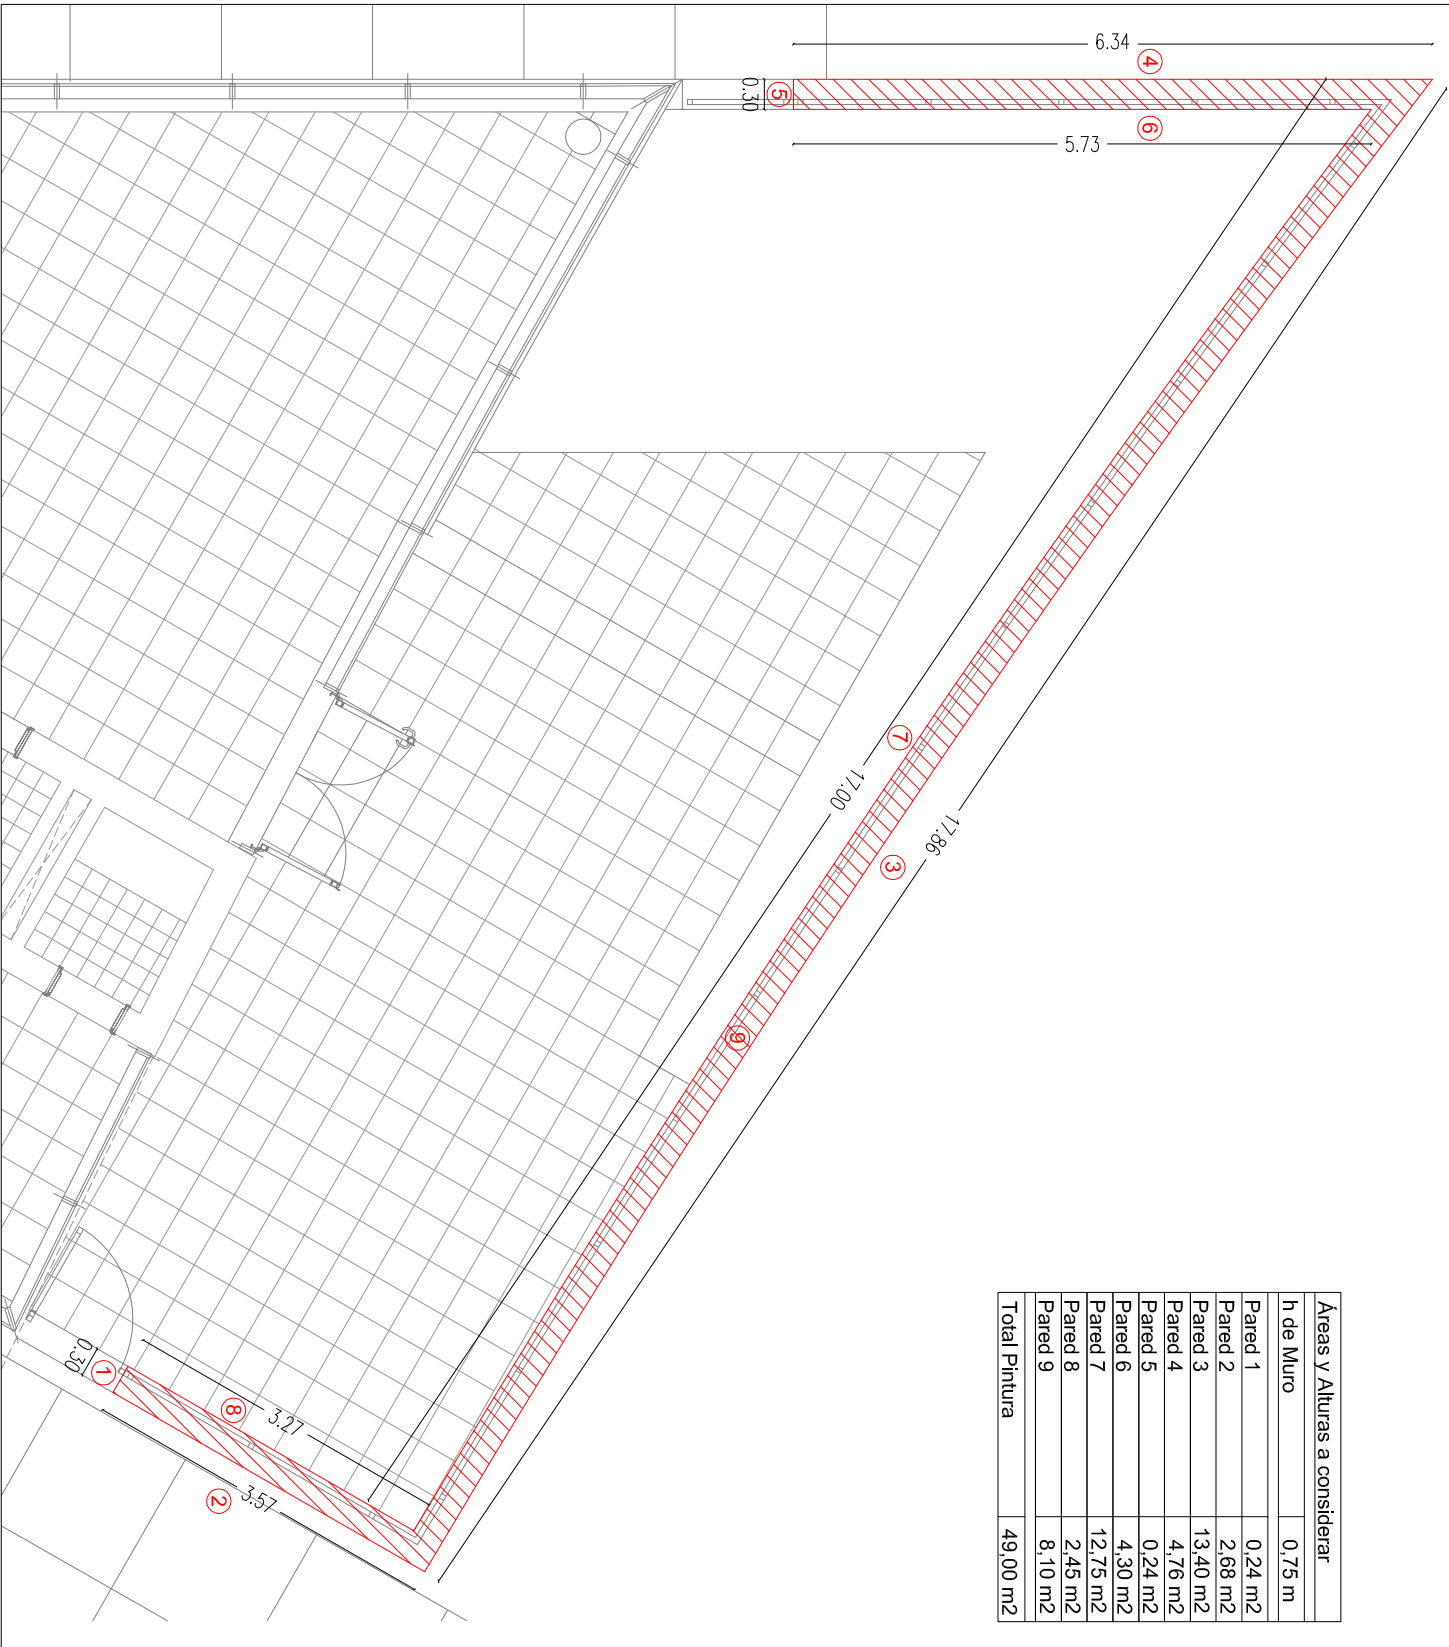 Áreas y Alturas a considerar
h de Muro 0,75 m
Pared 1 0,24 m2
Pared 2 2,68 m2
Pared 3 13,40 m2
Pared 4 4,76 m2
Pared 5 0,24 m2
Pared 6 4,30 m2
Pared 7 12,75 m2
Pared 8 2,45 m2
Pared 9 8,10 m2
Total Pintura 49,00 m2
6.34
4
0.30
5
6
5.73
7
17.00
17.86
3
9
0.30
1
8
3.27
3.57
2